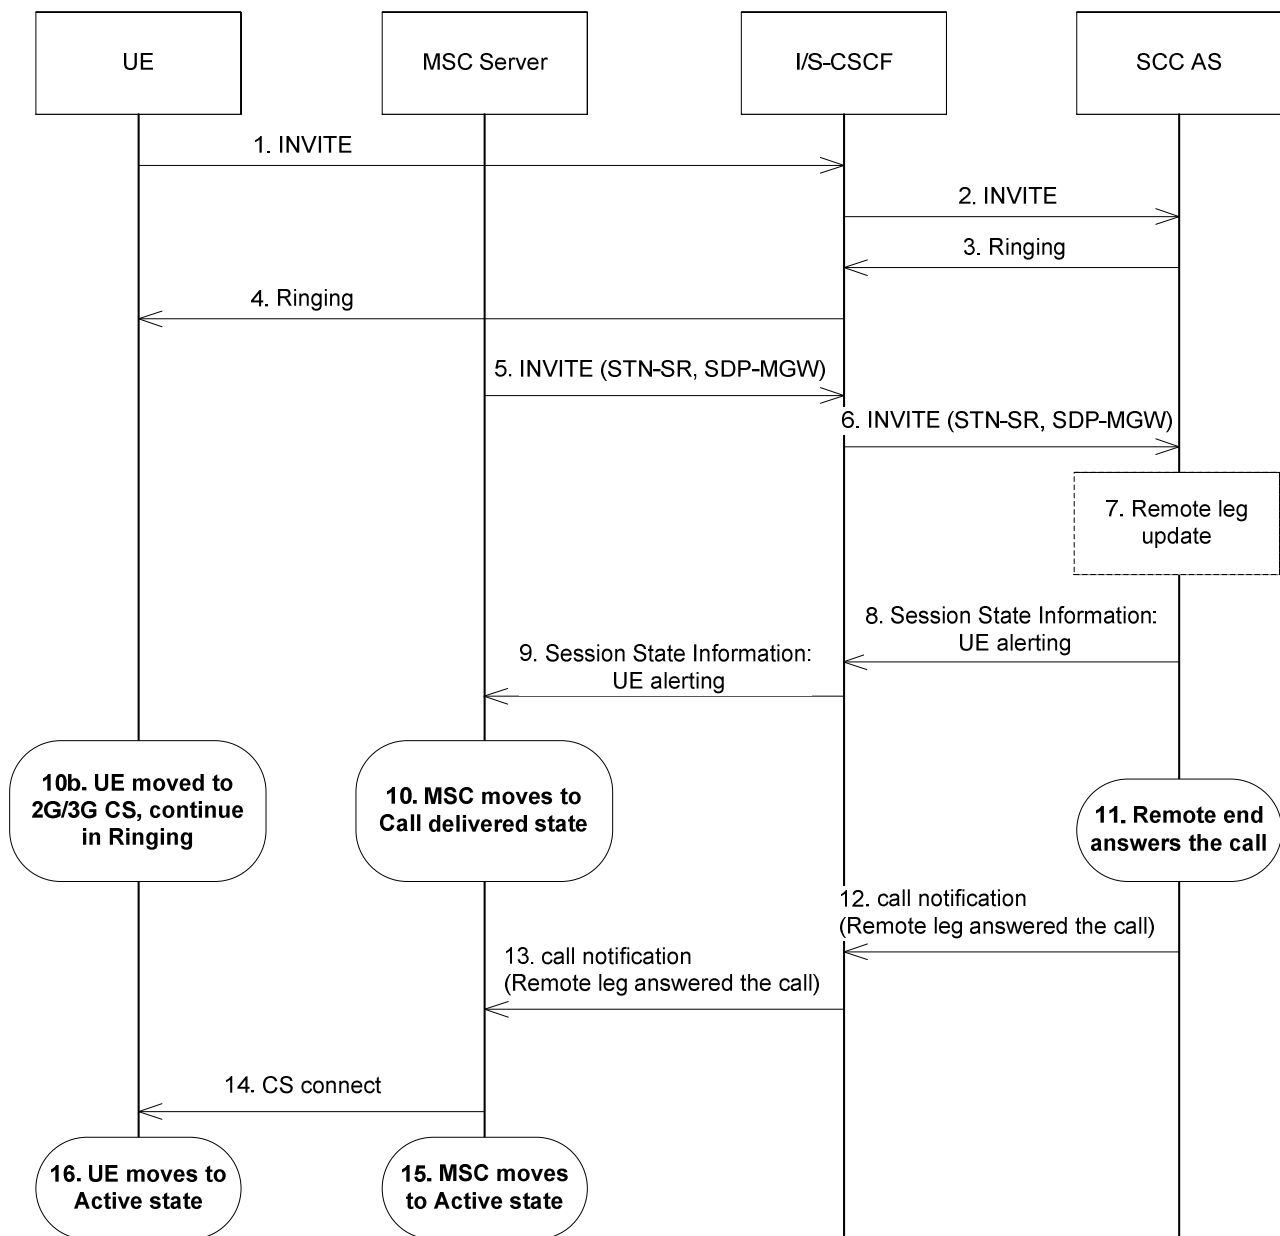 UE
MSC Server
I/S-CSCF
SCC AS
1. INVITE
2. INVITE
3. Ringing
4. Ringing
5. INVITE (STN-SR, SDP-MGW)
6. INVITE (STN-SR, SDP-MGW)
7. Remote leg
update
8. Session State Information:
UE alerting
9. Session State Information:
UE alerting
10b. UE moved to
2G/3G CS, continue
in Ringing
10. MSC moves to
Call delivered state
11. Remote end
answers the call
12. call notification
(Remote leg answered the call)
13. call notification
(Remote leg answered the call)
14. CS connect
16. UE moves to
Active state
15. MSC moves
to Active state